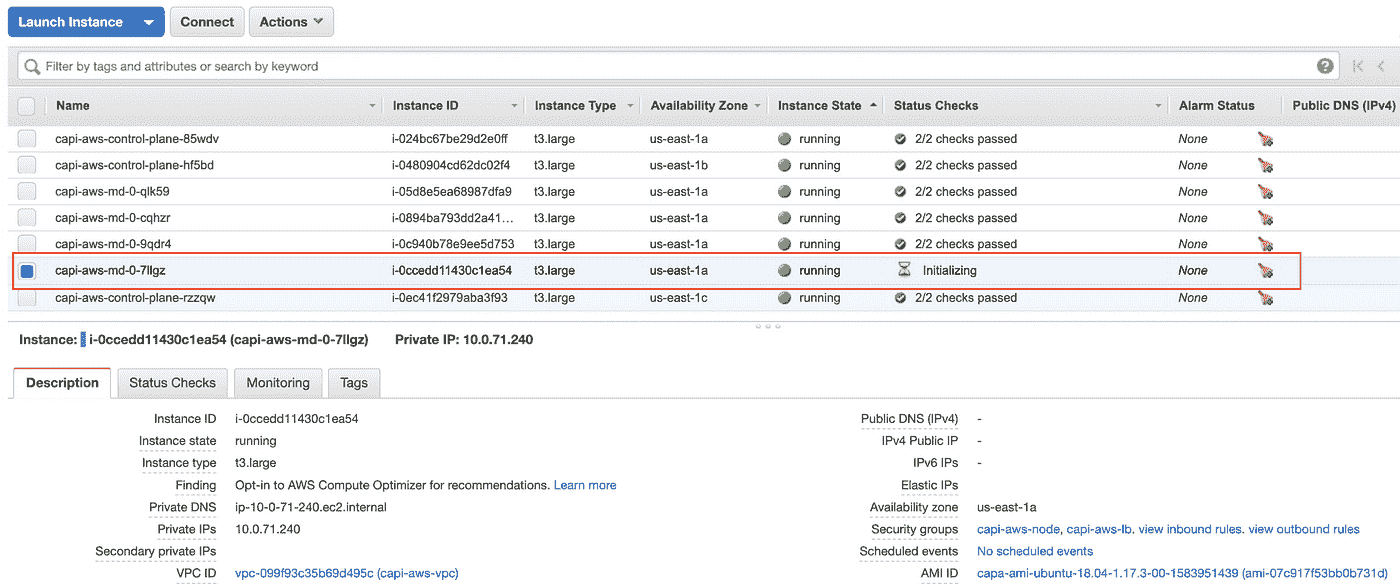 Launch Instance Connect Actions
Filter by tags and attributes or search by keyword
Name Instance ID Instance Type Availability Zone Instance State Status Checks Alarm Status Public DNS (IPv4)
capi-aws-control-plane-85wdv i-024bc67be29d2e0ff t3.large us-east-1a running 2/2 checks passed None
capi-aws-control-plane-hf5bd i-0480904cd62dc02f4 t3.large us-east-1b running 2/2 checks passed None
capi-aws-md-0-qlk59 i-05d8e5ea68987dfa9 t3.large us-east-1a running 2/2 checks passed None
capi-aws-md-0-cqhzr i-0894ba793dd2a41... t3.large us-east-1a running 2/2 checks passed None
capi-aws-md-0-9qdr4 i-0c940b78e9ee5d753 t3.large us-east-1a running 2/2 checks passed None
capi-aws-md-0-7llgz i-0ccedd11430c1ea54 t3.large us-east-1a running Initializing None
capi-aws-control-plane-rzzqw i-0ec41f2979aba3f93 t3.large us-east-1c running 2/2 checks passed None
Instance: i-0ccedd11430c1ea54 (capi-aws-md-0-7llgz) Private IP: 10.0.71.240
Description Status Checks Monitoring Tags
Instance ID i-0ccedd11430c1ea54 Public DNS (IPv4) -
Instance state running IPv4 Public IP -
Instance type t3.large IPv6 IPs -
Finding Opt-in to AWS Compute Optimizer for recommendations. Learn more Elastic IPs
Private DNS ip-10-0-71-240.ec2.internal Availability zone us-east-1a
Private IPs 10.0.71.240 Security groups capi-aws-node, capi-aws-lb. view inbound rules. view outbound rules
Secondary private IPs Scheduled events No scheduled events
VPC ID vpc-099f93c35b69d495c (capi-aws-vpc) AMI ID capa-ami-ubuntu-18.04-1.17.3-00-1583951439 (ami-07c917f53bb0b731d)